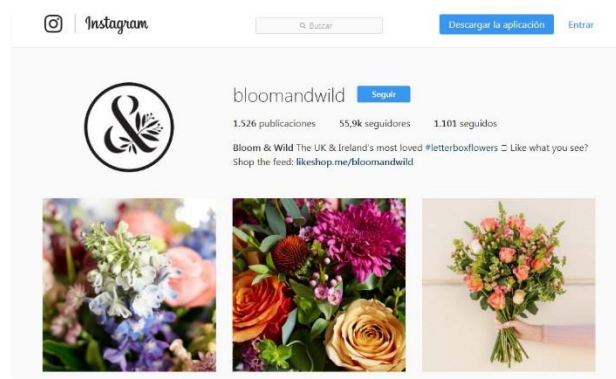 Instagram
Buscar
Descargar la aplicación
Entrar
bloomandwild
Seguir
1.526 publicaciones 55,9k seguidores 1.101 seguidos
Bloom & Wild The UK & Ireland's most loved #letterboxflowers Like what you see?
Shop the feed: likeshop.me/bloomandwild